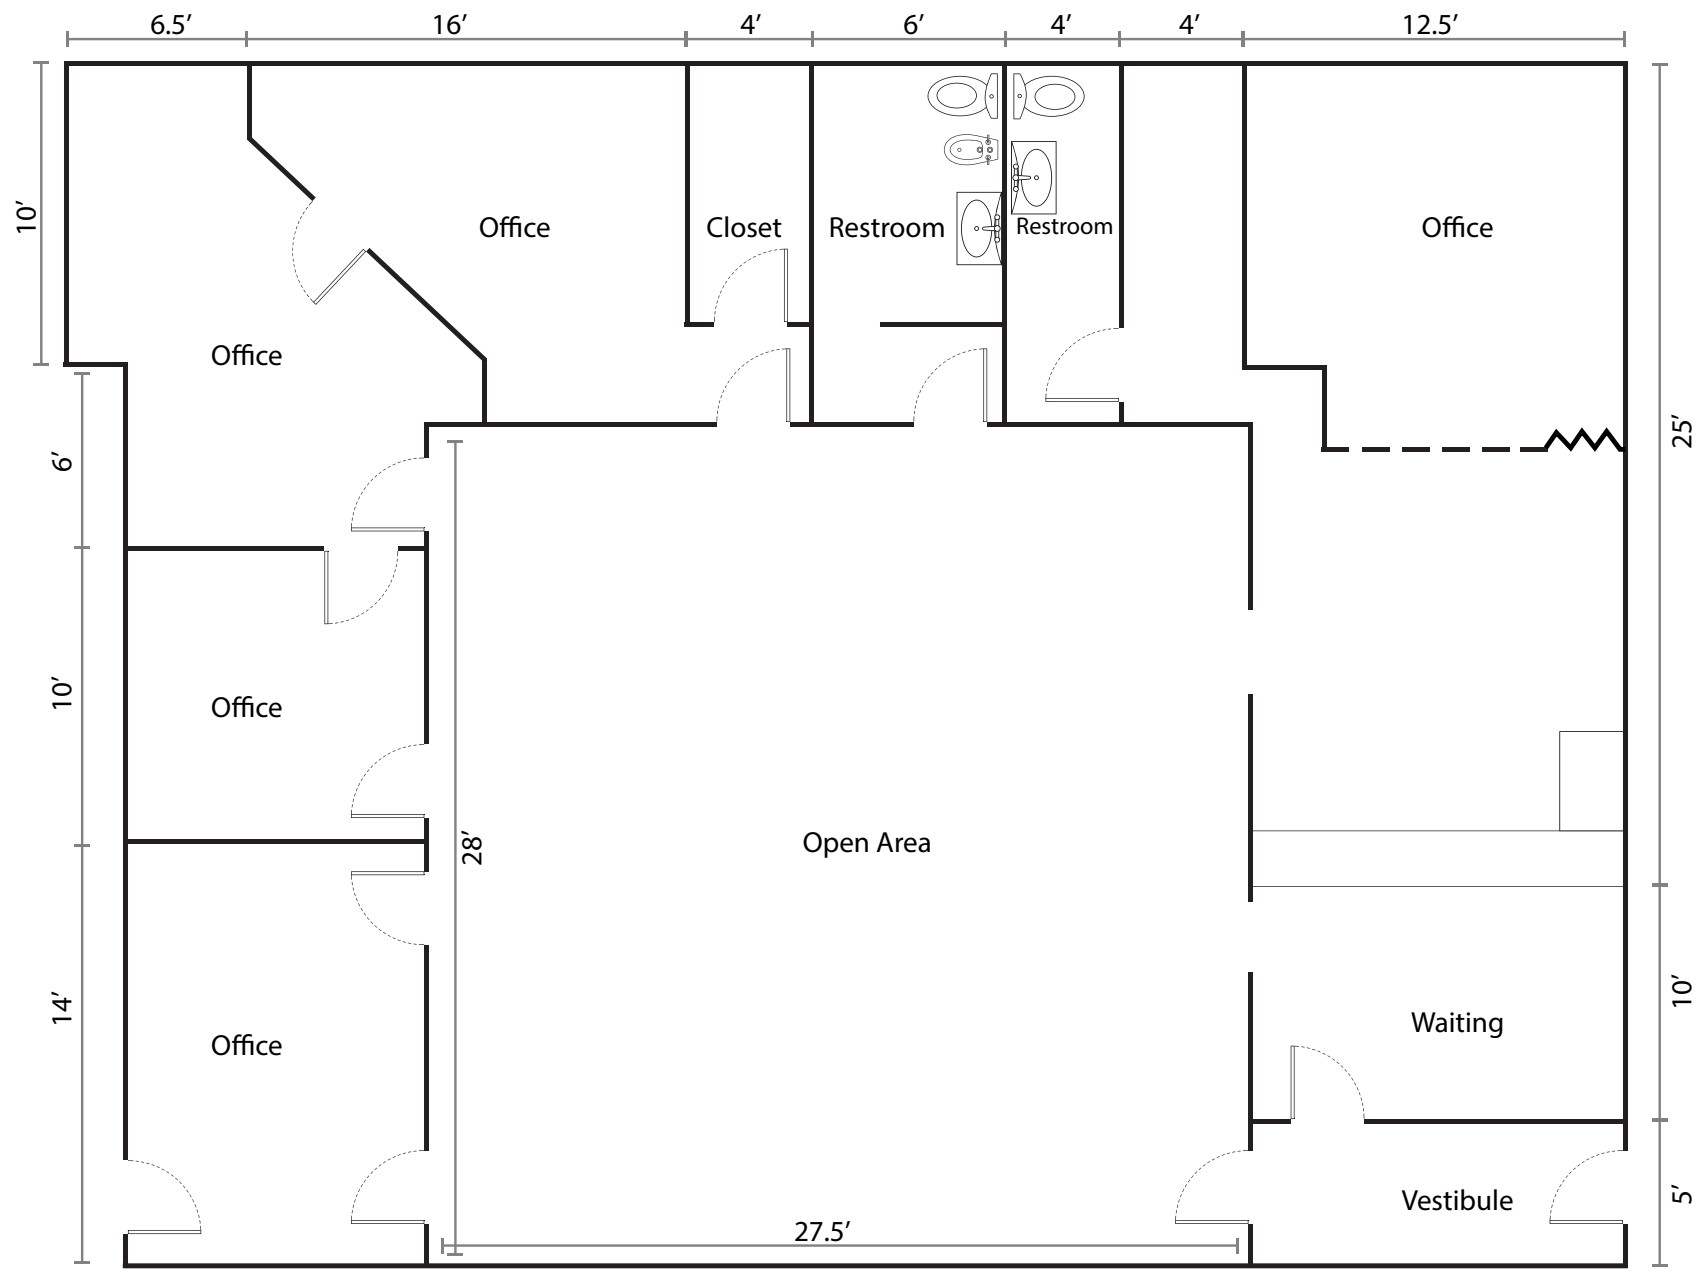 6.5’
16’
4’
6’
4’
4’
12.5’
10’
Office
Closet
Restroom
Restroom
Office
Office
6’
25’
10’
Office
28’
Open Area
14’
Office
Waiting
10’
Vestibule
5’
27.5’